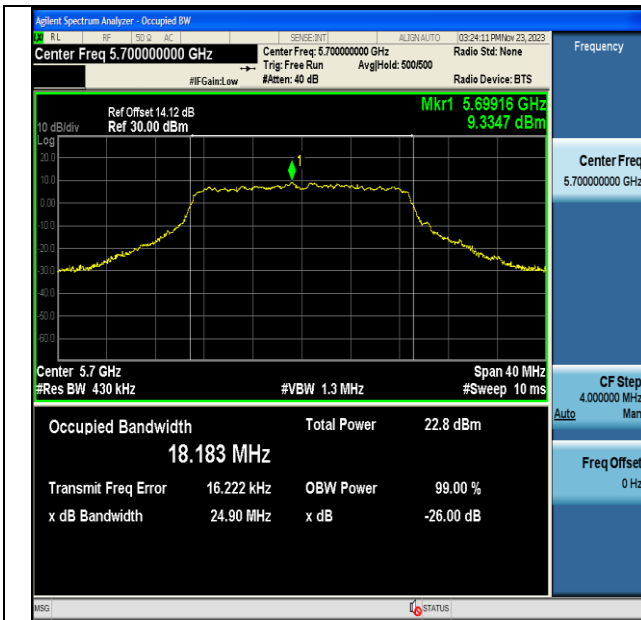 Agilent Spectrum Analyzer - Occupied BW
RL RF 50 Ω AC SENSE:INT ALIGN AUTO 03:24:11 PM Nov 23, 2023
Center Freq 5.700000000 GHz
Center Freq: 5.700000000 GHz
Radio Std: None
Trig: Free Run Avg|Hold: 500/500
#IFGain:Low #Atten: 40 dB Radio Device: BTS
Ref Offset 14.12 dB
Mkr1 5.69916 GHz
10 dB/div Ref 30.00 dBm 9.3347 dBm
Log
20.0
1
10.0
0.00
-10.0
-20.0
-30.0
-40.0
-50.0
-60.0
Center 5.7 GHz Span 40 MHz
#Res BW 430 kHz #VBW 1.3 MHz #Sweep 10 ms
Occupied Bandwidth Total Power 22.8 dBm
18.183 MHz
Transmit Freq Error 16.222 kHz OBW Power 99.00 %
x dB Bandwidth 24.90 MHz x dB -26.00 dB
MSG STATUS
Frequency
Center Freq
5.700000000 GHz
CF Step
4.000000 MHz
Auto Man
Freq Offset
0 Hz